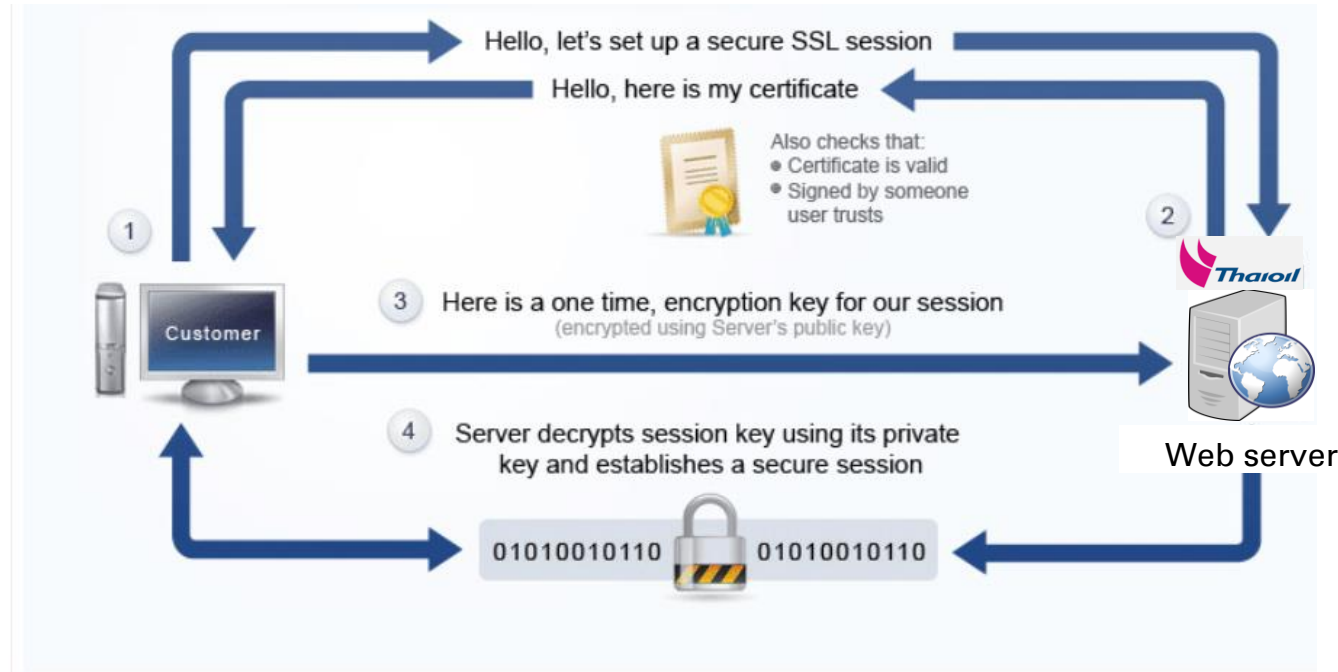 Hello, let's set up a secure SSL session
Hello, here is my certificate
Also checks that:
• Certificate is valid
• Signed by someone
user trusts
1
2
Thaioil
3
Here is a one time, encryption key for our session
(encrypted using Server's public key)
Customer
4
Server decrypts session key using its private
key and establishes a secure session
Web server
01010010110
01010010110